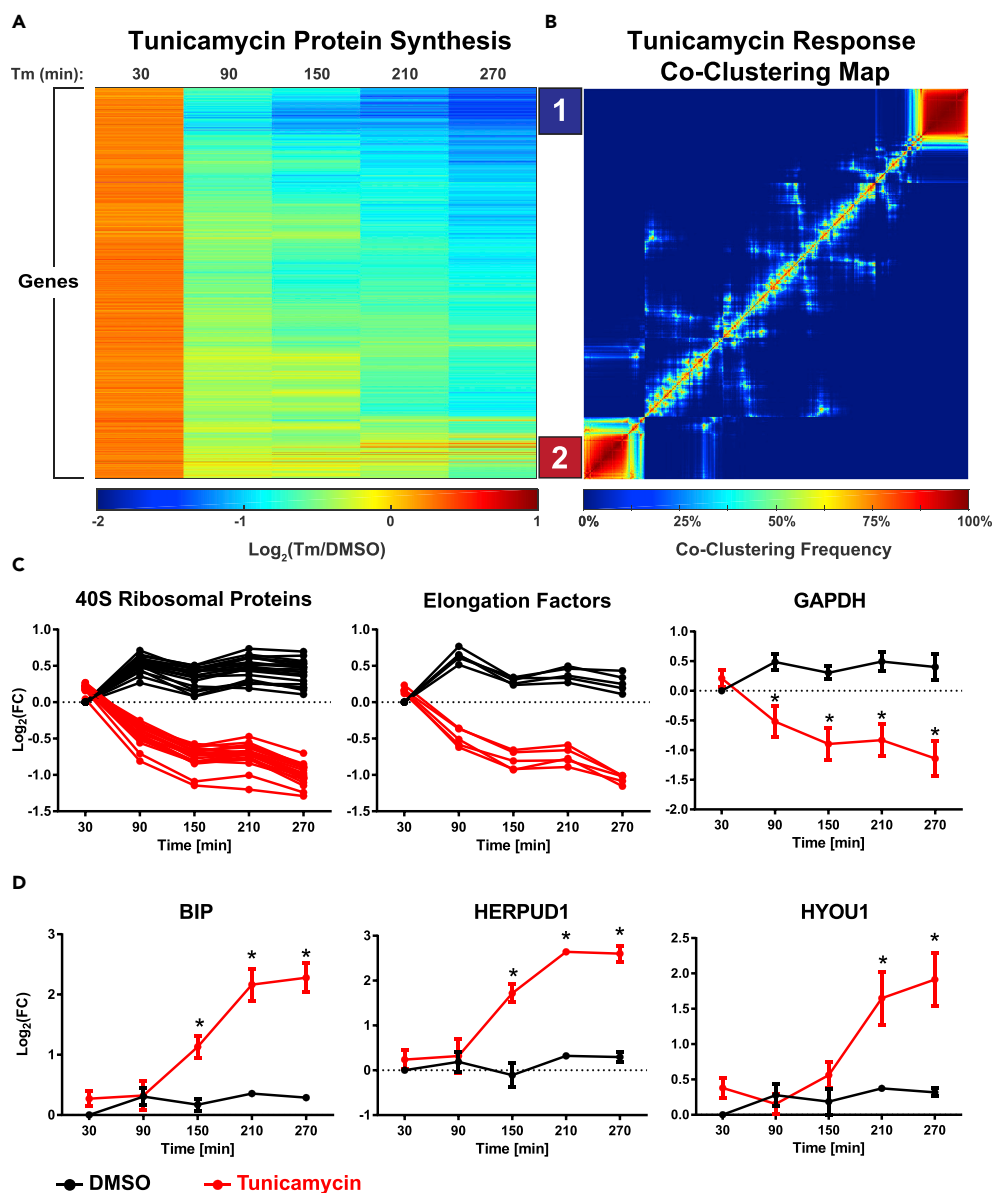 A
B
Tunicamycin Protein Synthesis
Tunicamycin Response
Co-Clustering Map
Tm (min): 30 90 150 210 270
Genes
1
2
-2 -1 0 1
Log2(Tm/DMSO)
0% 25% 50% 75% 100%
Co-Clustering Frequency
C
40S Ribosomal Proteins
Elongation Factors
GAPDH
Log2(FC)
1.0
0.5
0.0
-0.5
-1.0
-1.5
30 90 150 210 270
Time [min]
1.0
0.5
0.0
-0.5
-1.0
-1.5
30 90 150 210 270
Time [min]
1.0
0.5
0.0
-0.5
-1.0
-1.5
-2.0
* * * *
30 90 150 210 270
Time [min]
D
BIP
HERPUD1
HYOU1
Log2(FC)
3
2
1
0
* * *
30 90 150 210 270
Time [min]
3
2
1
0
-1
* * *
30 90 150 210 270
Time [min]
2.5
2.0
1.5
1.0
0.5
0.0
* *
30 90 150 210 270
Time [min]
DMSO Tunicamycin